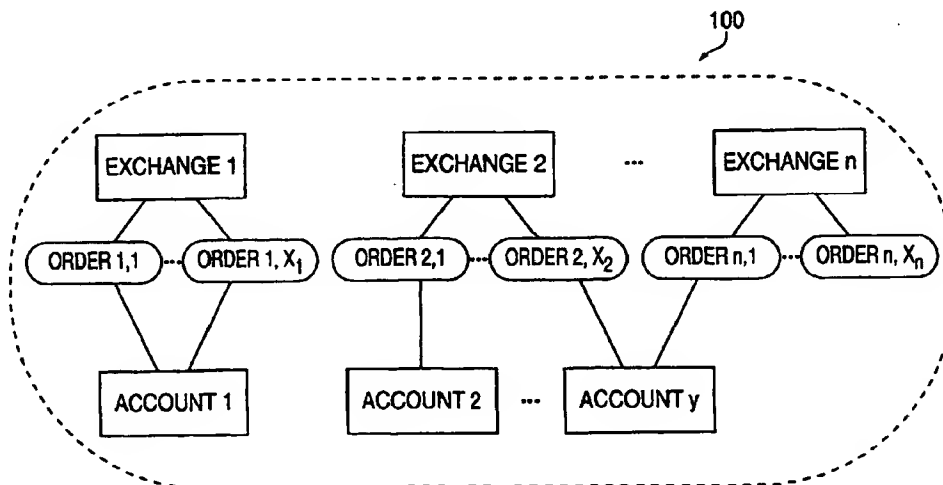 100
EXCHANGE 1 EXCHANGE 2 ... EXCHANGE n
ORDER 1,1 ... ORDER 1, X₁ ORDER 2,1 ... ORDER 2, X₂ ORDER n,1 ... ORDER n, Xₙ
ACCOUNT 1 ACCOUNT 2 ... ACCOUNT y